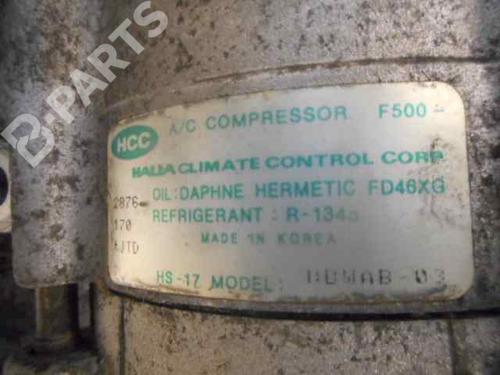 B-PARTS
HCC A/C COMPRESSOR F500-
HALLA CLIMATE CONTROL CORP
2876- OIL:DAPHNE HERMETIC FD46XG
170 REFRIGERANT : R-134a
AJTD MADE IN KOREA
HS-17 MODEL: